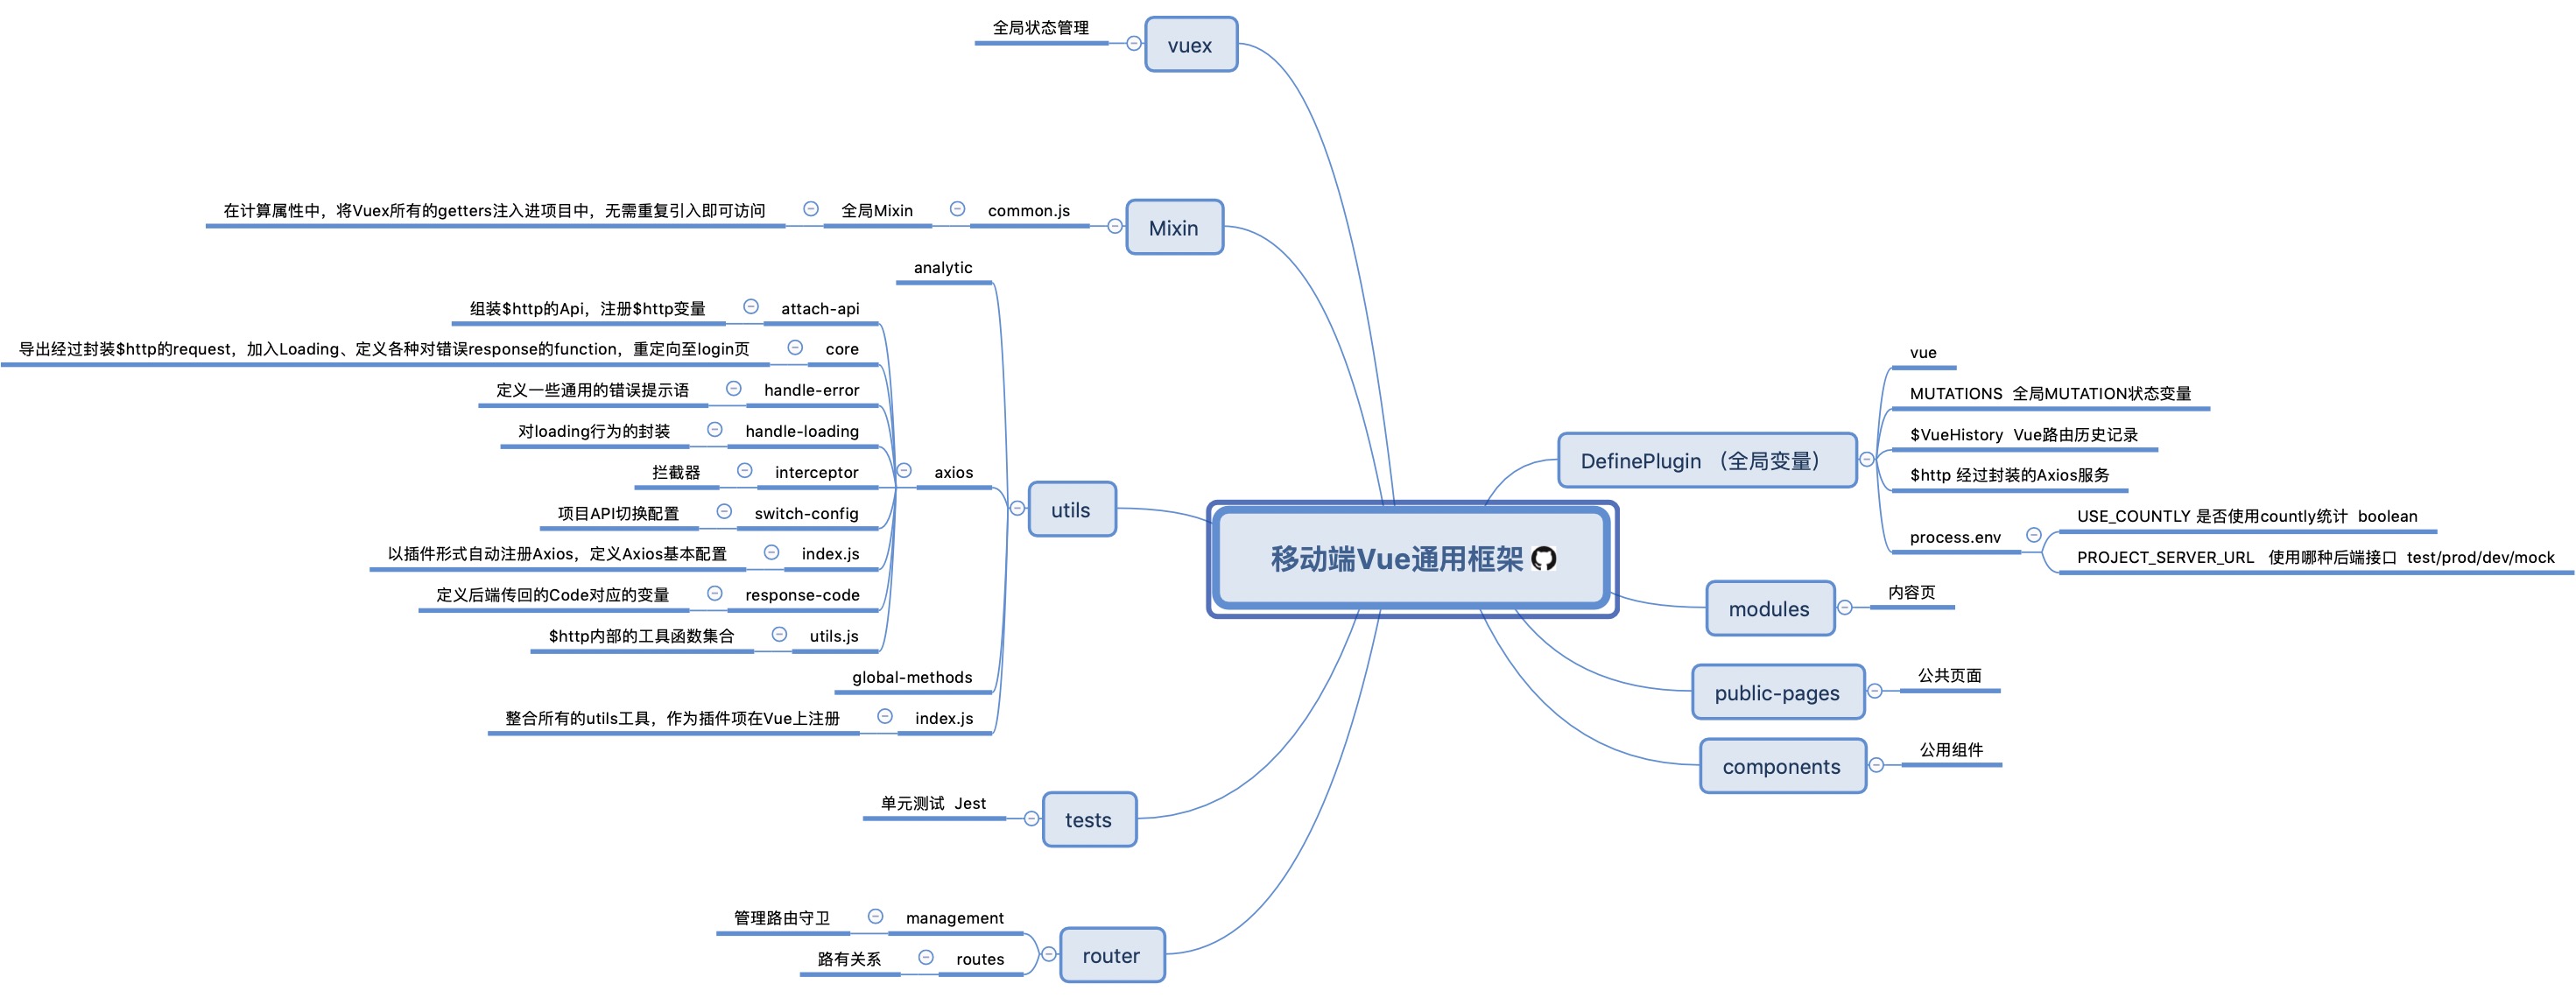 全局状态管理
vuex
在计算属性中，将Vuex所有的getters注入进项目中，无需重复引入即可访问
全局Mixin
common.js
Mixin
analytic
组装$http的Api，注册$http变量
attach-api
导出经过封装$http的request，加入Loading、定义各种对错误response的function，重定向至login页
core
定义一些通用的错误提示语
handle-error
对loading行为的封装
handle-loading
拦截器
interceptor
axios
项目API切换配置
switch-config
以插件形式自动注册Axios，定义Axios基本配置
index.js
定义后端传回的Code对应的变量
response-code
$http内部的工具函数集合
utils.js
global-methods
整合所有的utils工具，作为插件项在Vue上注册
index.js
utils
单元测试 Jest
tests
管理路由守卫
management
路有关系
routes
router
移动端Vue通用框架
DefinePlugin （全局变量）
vue
MUTATIONS 全局MUTATION状态变量
$VueHistory Vue路由历史记录
$http 经过封装的Axios服务
process.env
USE_COUNTLY 是否使用countly统计 boolean
PROJECT_SERVER_URL 使用哪种后端接口 test/prod/dev/mock
modules
内容页
public-pages
公共页面
components
公用组件